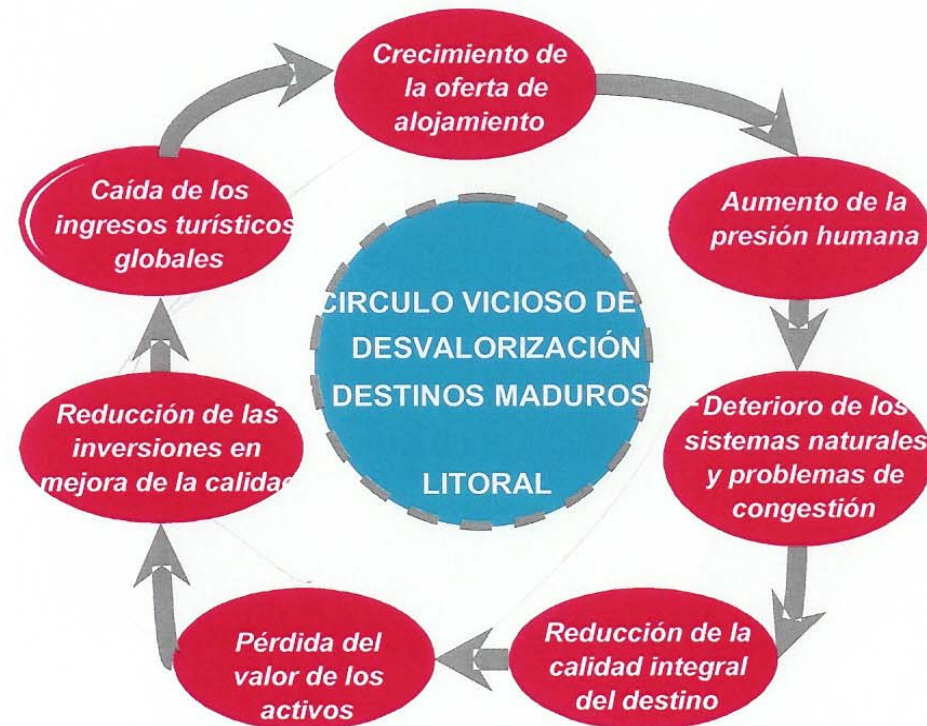 Crecimiento de
la oferta de
alojamiento
Aumento de la
presión humana
-Deterioro de los
sistemas naturales
y problemas de
congestión
Reducción de la
calidad integral
del destino
Pérdida del
valor de los
activos
Reducción de las
inversiones en
mejora de la calidad
Caída de los
ingresos turísticos
globales
CIRCULO VICIOSO DE
DESVALORIZACIÓN
DESTINOS MADUROS
LITORAL